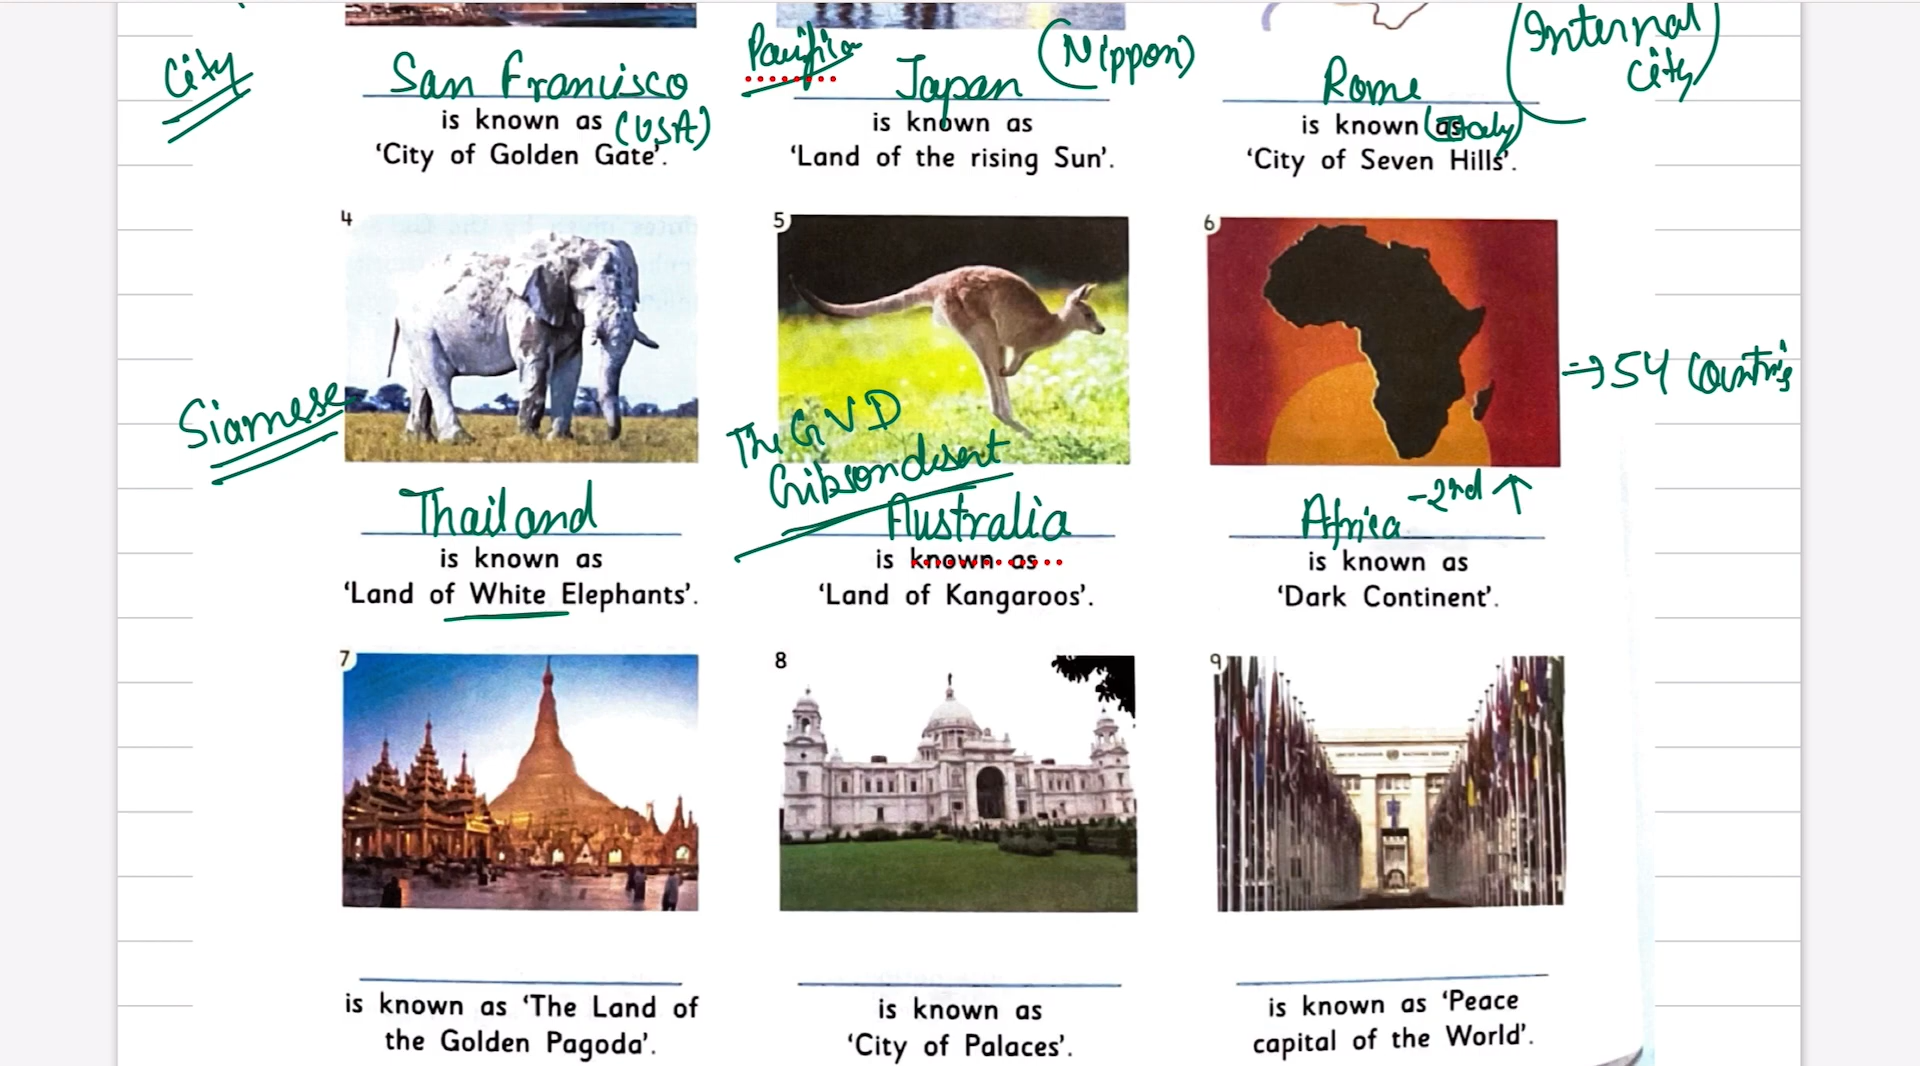 City
San Francisco
Pacific
Japan
(Nippon)
Rome
Internal
City
is known as
(USA)
'City of Golden Gate'.
is known as
'Land of the rising Sun'.
is known as
(Italy)
'City of Seven Hills'.
4
5
6
Siamese
The GVD
Gibson desert
→ 54 Countries
Thailand
Australia
Africa
-2nd ↑
is known as
'Land of White Elephants'.
is known as
'Land of Kangaroos'.
is known as
'Dark Continent'.
7
8
9
is known as 'The Land of
the Golden Pagoda'.
is known as
'City of Palaces'.
is known as 'Peace
capital of the World'.